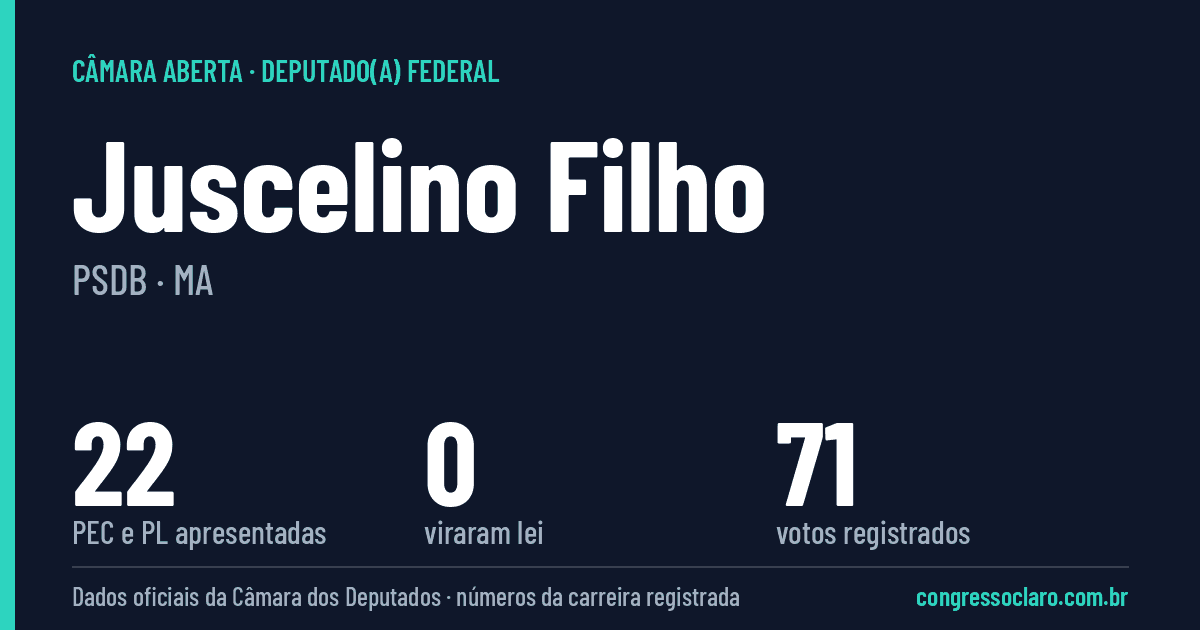 CÂMARA ABERTA · DEPUTADO(A) FEDERAL
Juscelino Filho
PSDB · MA
22 0 71
PEC e PL apresentadas viraram lei votos registrados
Dados oficiais da Câmara dos Deputados · números da carreira registrada congressoclaro.com.br